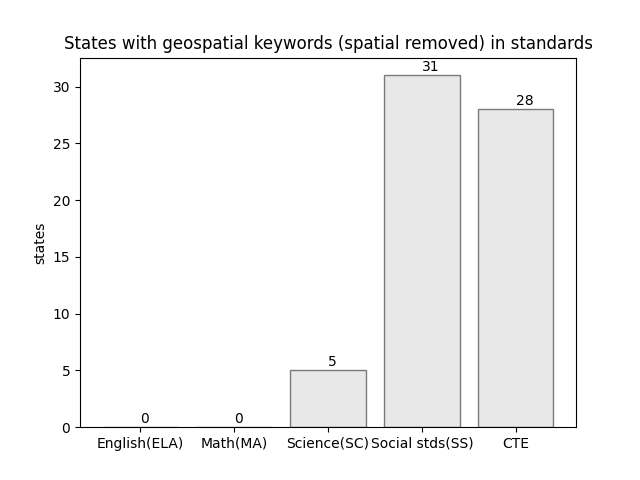 States with geospatial keywords (spatial removed) in standards
states
30
25
20
15
10
5
0
0
0
5
31
28
English(ELA)
Math(MA)
Science(SC)
Social stds(SS)
CTE